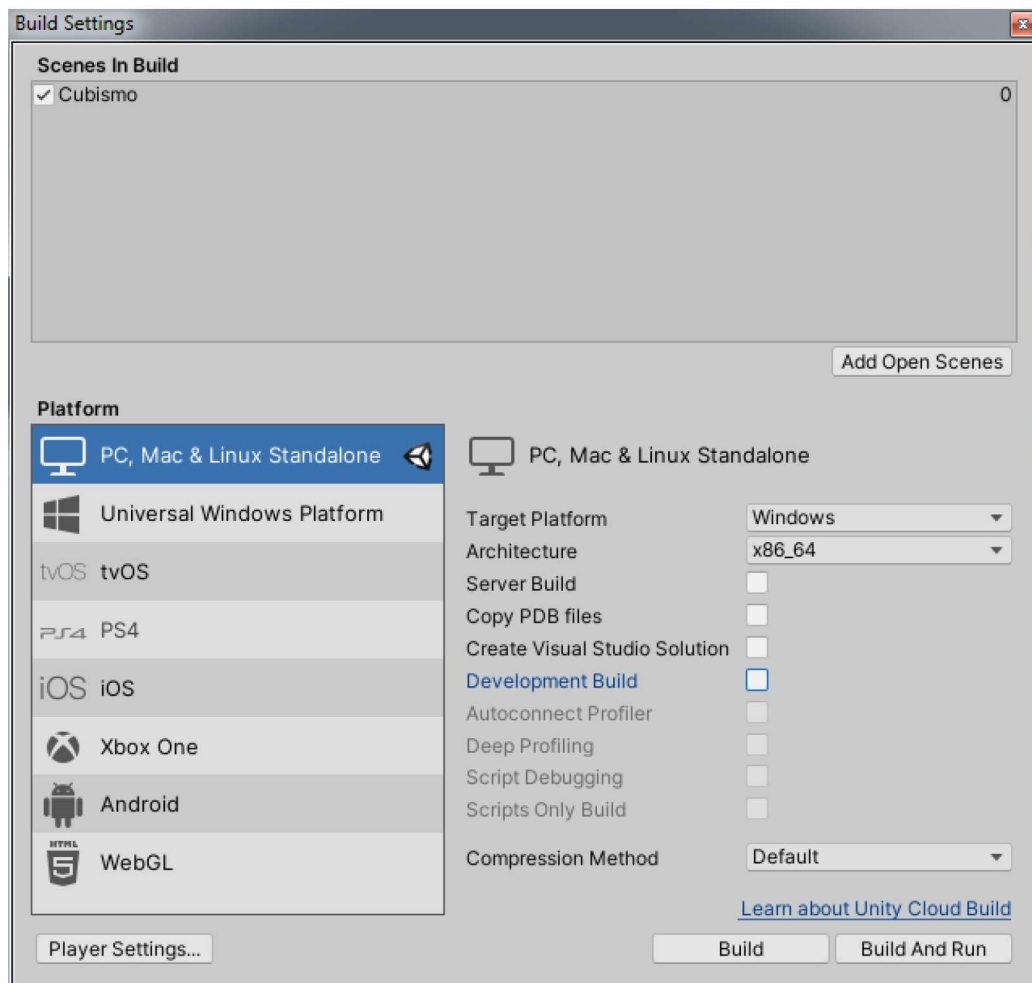 Build Settings
Scenes In Build
Cubismo 0
Add Open Scenes
Platform
PC, Mac & Linux Standalone
Universal Windows Platform
tvOS tvOS
PS4 PS4
iOS iOS
Xbox One
Android
HTML 5 WebGL
PC, Mac & Linux Standalone
Target Platform Windows
Architecture x86_64
Server Build
Copy PDB files
Create Visual Studio Solution
Development Build
Autoconnect Profiler
Deep Profiling
Script Debugging
Scripts Only Build
Compression Method Default
Learn about Unity Cloud Build
Player Settings... Build Build And Run